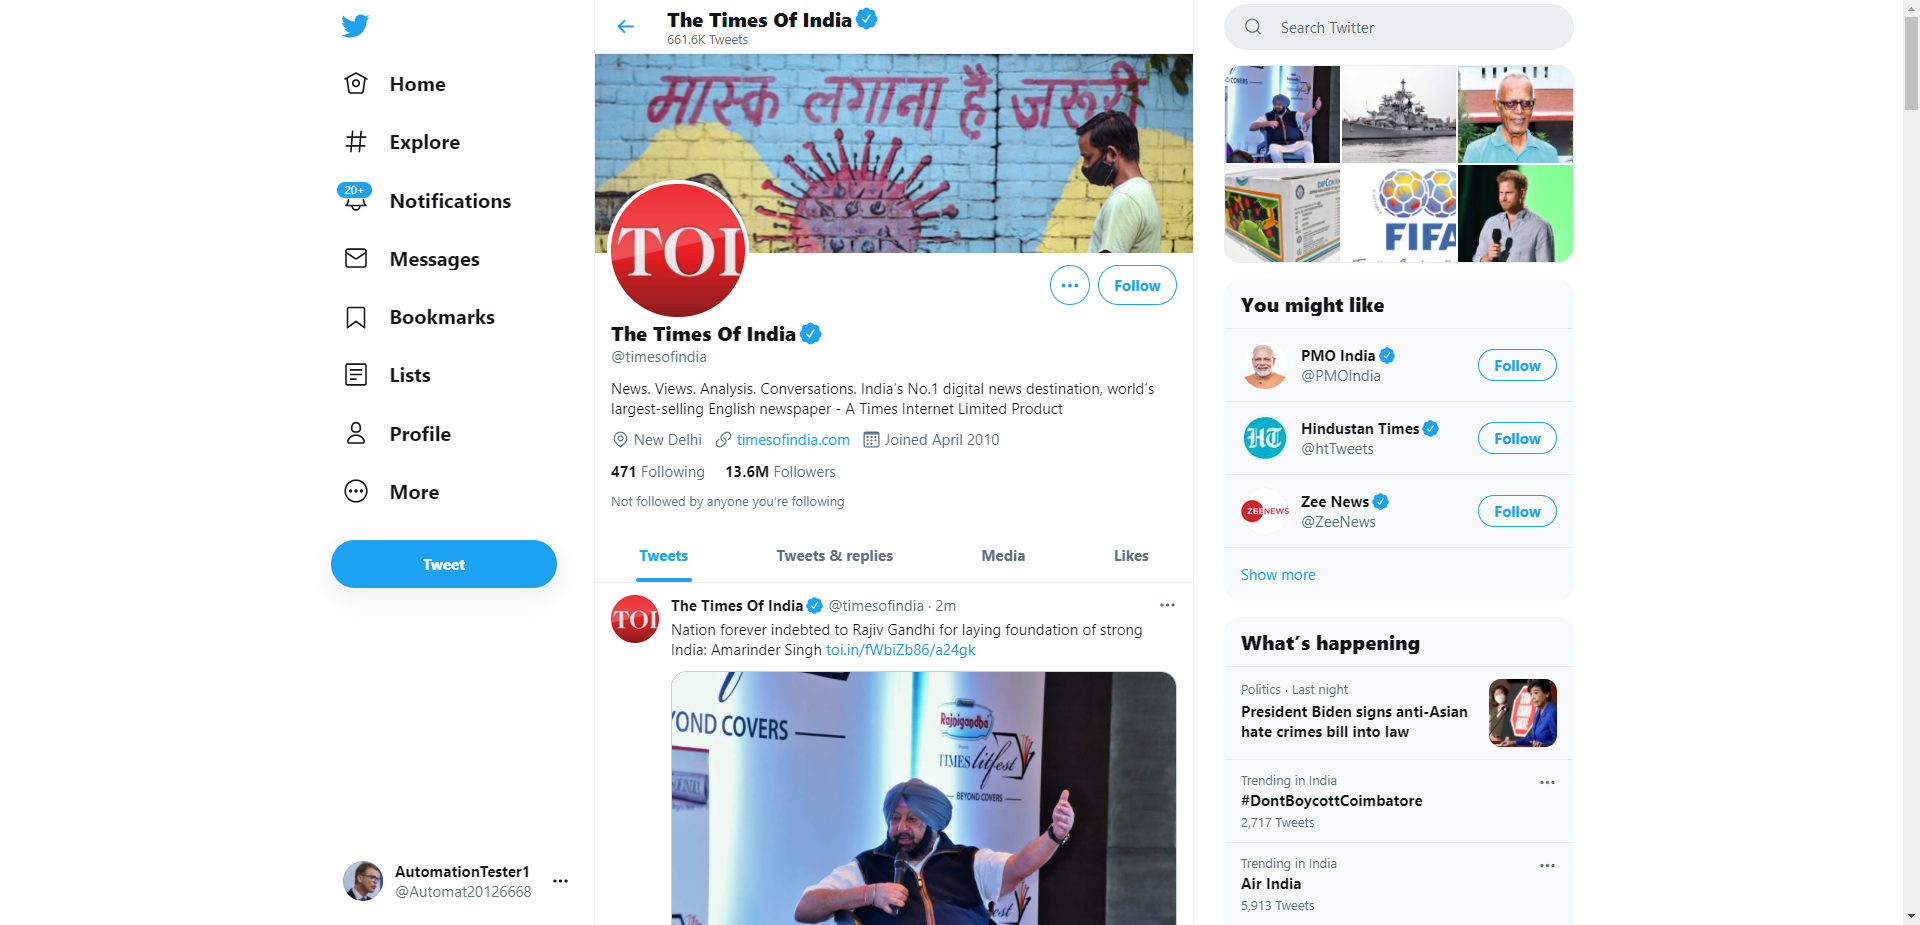 Home
Explore
20+
Notifications
Messages
Bookmarks
Lists
Profile
More
Tweet
AutomationTester1
@Automat20126668
The Times Of India
661.6K Tweets
मास्क लगाना है ज़रूरी
TOI
Follow
The Times Of India
@timesofindia
News. Views. Analysis. Conversations. India's No.1 digital news destination, world's
largest-selling English newspaper - A Times Internet Limited Product
New Delhi timesofindia.com Joined April 2010
471 Following 13.6M Followers
Not followed by anyone you're following
Tweets Tweets & replies Media Likes
TOI
The Times Of India @timesofindia · 2m
Nation forever indebted to Rajiv Gandhi for laying foundation of strong
India: Amarinder Singh toi.in/fWbiZb86/a24gk
YOND COVERS
Rajnigandha
TIMES litfest
BEYOND COVERS
Search Twitter
FIFA
You might like
PMO India
@PMOIndia
Follow
HT
Hindustan Times
@htTweets
Follow
ZEE NEWS
Zee News
@ZeeNews
Follow
Show more
What's happening
Politics · Last night
President Biden signs anti-Asian
hate crimes bill into law
Trending in India
#DontBoycottCoimbatore
2,717 Tweets
Trending in India
Air India
5,913 Tweets